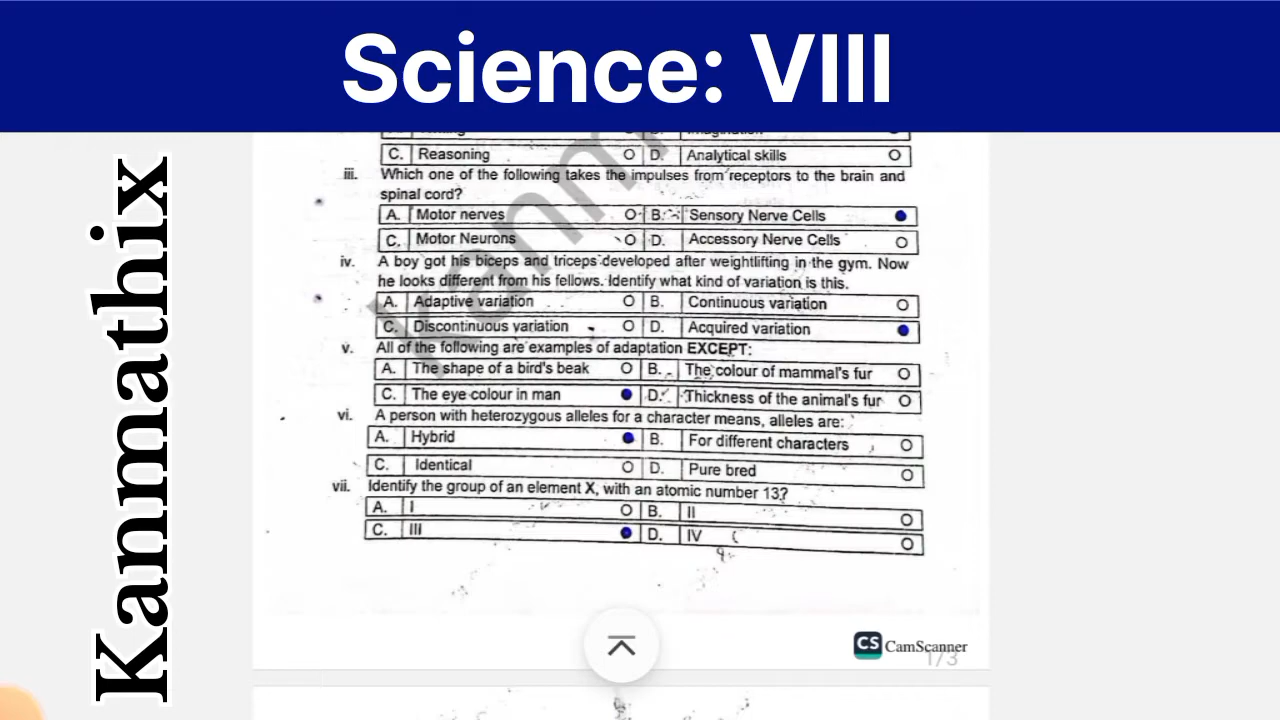 Science: VIII
Kanmathix
C. Reasoning O D. Analytical skills O
iii. Which one of the following takes the impulses from receptors to the brain and
spinal cord?
A. Motor nerves O B. Sensory Nerve Cells
C. Motor Neurons O D. Accessory Nerve Cells O
iv. A boy got his biceps and triceps developed after weightlifting in the gym. Now
he looks different from his fellows. Identify what kind of variation is this.
A. Adaptive variation O B. Continuous variation O
C. Discontinuous variation O D. Acquired variation
v. All of the following are examples of adaptation EXCEPT:
A. The shape of a bird's beak O B. The colour of mammal's fur O
C. The eye colour in man D. Thickness of the animal's fur O
vi. A person with heterozygous alleles for a character means, alleles are:
A. Hybrid B. For different characters O
C. Identical O D. Pure bred O
vii. Identify the group of an element X, with an atomic number 13?
A. I O B. II O
C. III D. IV O
CS CamScanner
1/3